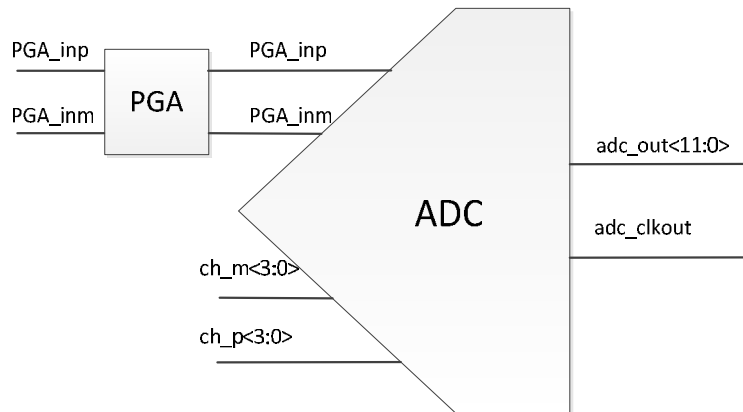 PGA_inp
PGA_inp
PGA_inm
PGA
PGA_inm
adc_out<11:0>
ADC
adc_clkout
ch_m<3:0>
ch_p<3:0>